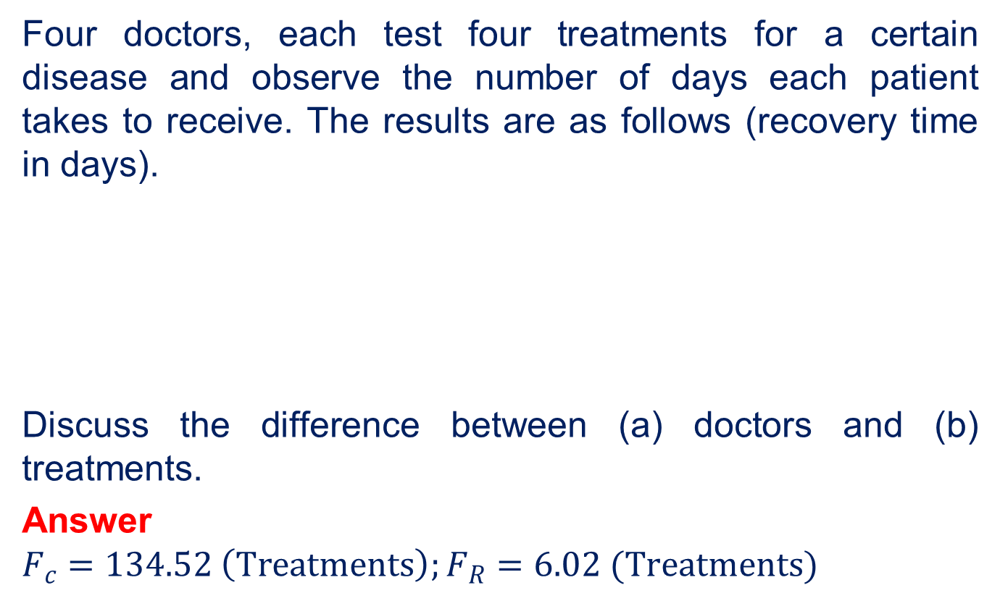 Four doctors, each test four treatments for a certain
disease and observe the number of days each patient
takes to receive. The results are as follows (recovery time
in days).
Discuss the difference between (a) doctors and (b)
treatments.
Answer
F_c = 134.52 (Treatments); F_R = 6.02 (Treatments)